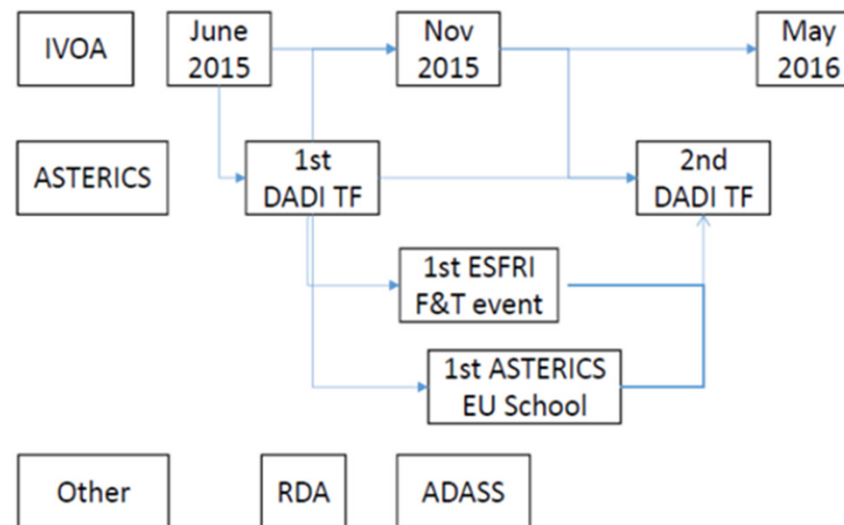 IVOA
June
2015
Nov
2015
May
2016
ASTERICS
1st
DADI TF
2nd
DADI TF
1st ESFRI
F&T event
1st ASTERICS
EU School
Other
RDA
ADASS